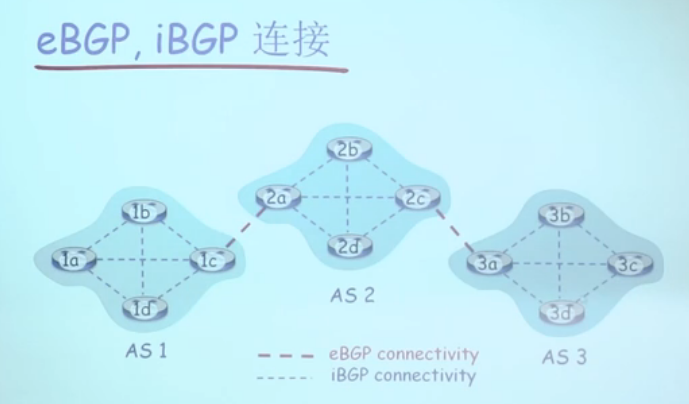 eBGP, iBGP 连接
2b
2a
2c
2d
1b
1a
1c
1d
3b
3a
3c
3d
AS 2
AS 1
AS 3
eBGP connectivity
iBGP connectivity